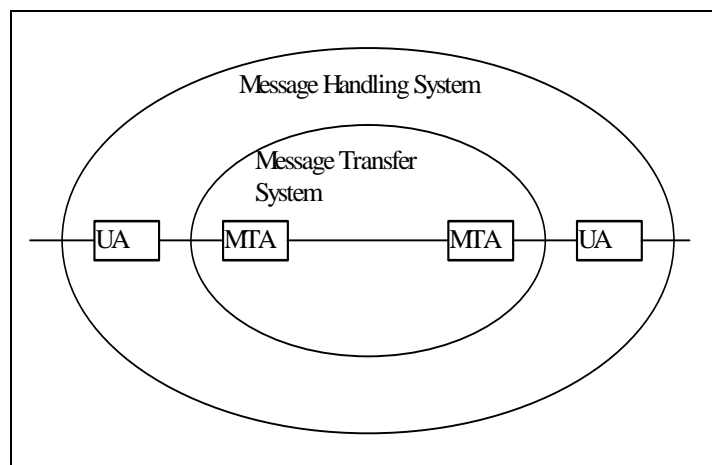 Message Handling System
Message Transfer
System
UA
MTA
MTA
UA